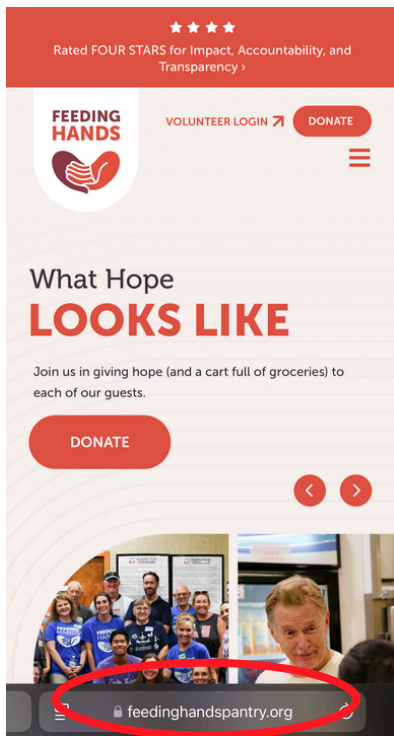 Rated FOUR STARS for Impact, Accountability, and
Transparency ›
FEEDING
HANDS
VOLUNTEER LOGIN
DONATE
What Hope
LOOKS LIKE
Join us in giving hope (and a cart full of groceries) to
each of our guests.
DONATE
feedinghandspantry.org